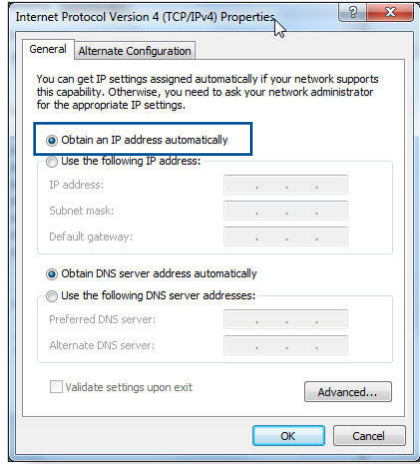 Internet Protocol Version 4 (TCP/IPv4) Properties
General
Alternate Configuration
You can get IP settings assigned automatically if your network supports
this capability. Otherwise, you need to ask your network administrator
for the appropriate IP settings.
Obtain an IP address automatically
Use the following IP address:
IP address:
Subnet mask:
Default gateway:
Obtain DNS server address automatically
Use the following DNS server addresses:
Preferred DNS server:
Alternate DNS server:
Validate settings upon exit
Advanced...
OK
Cancel